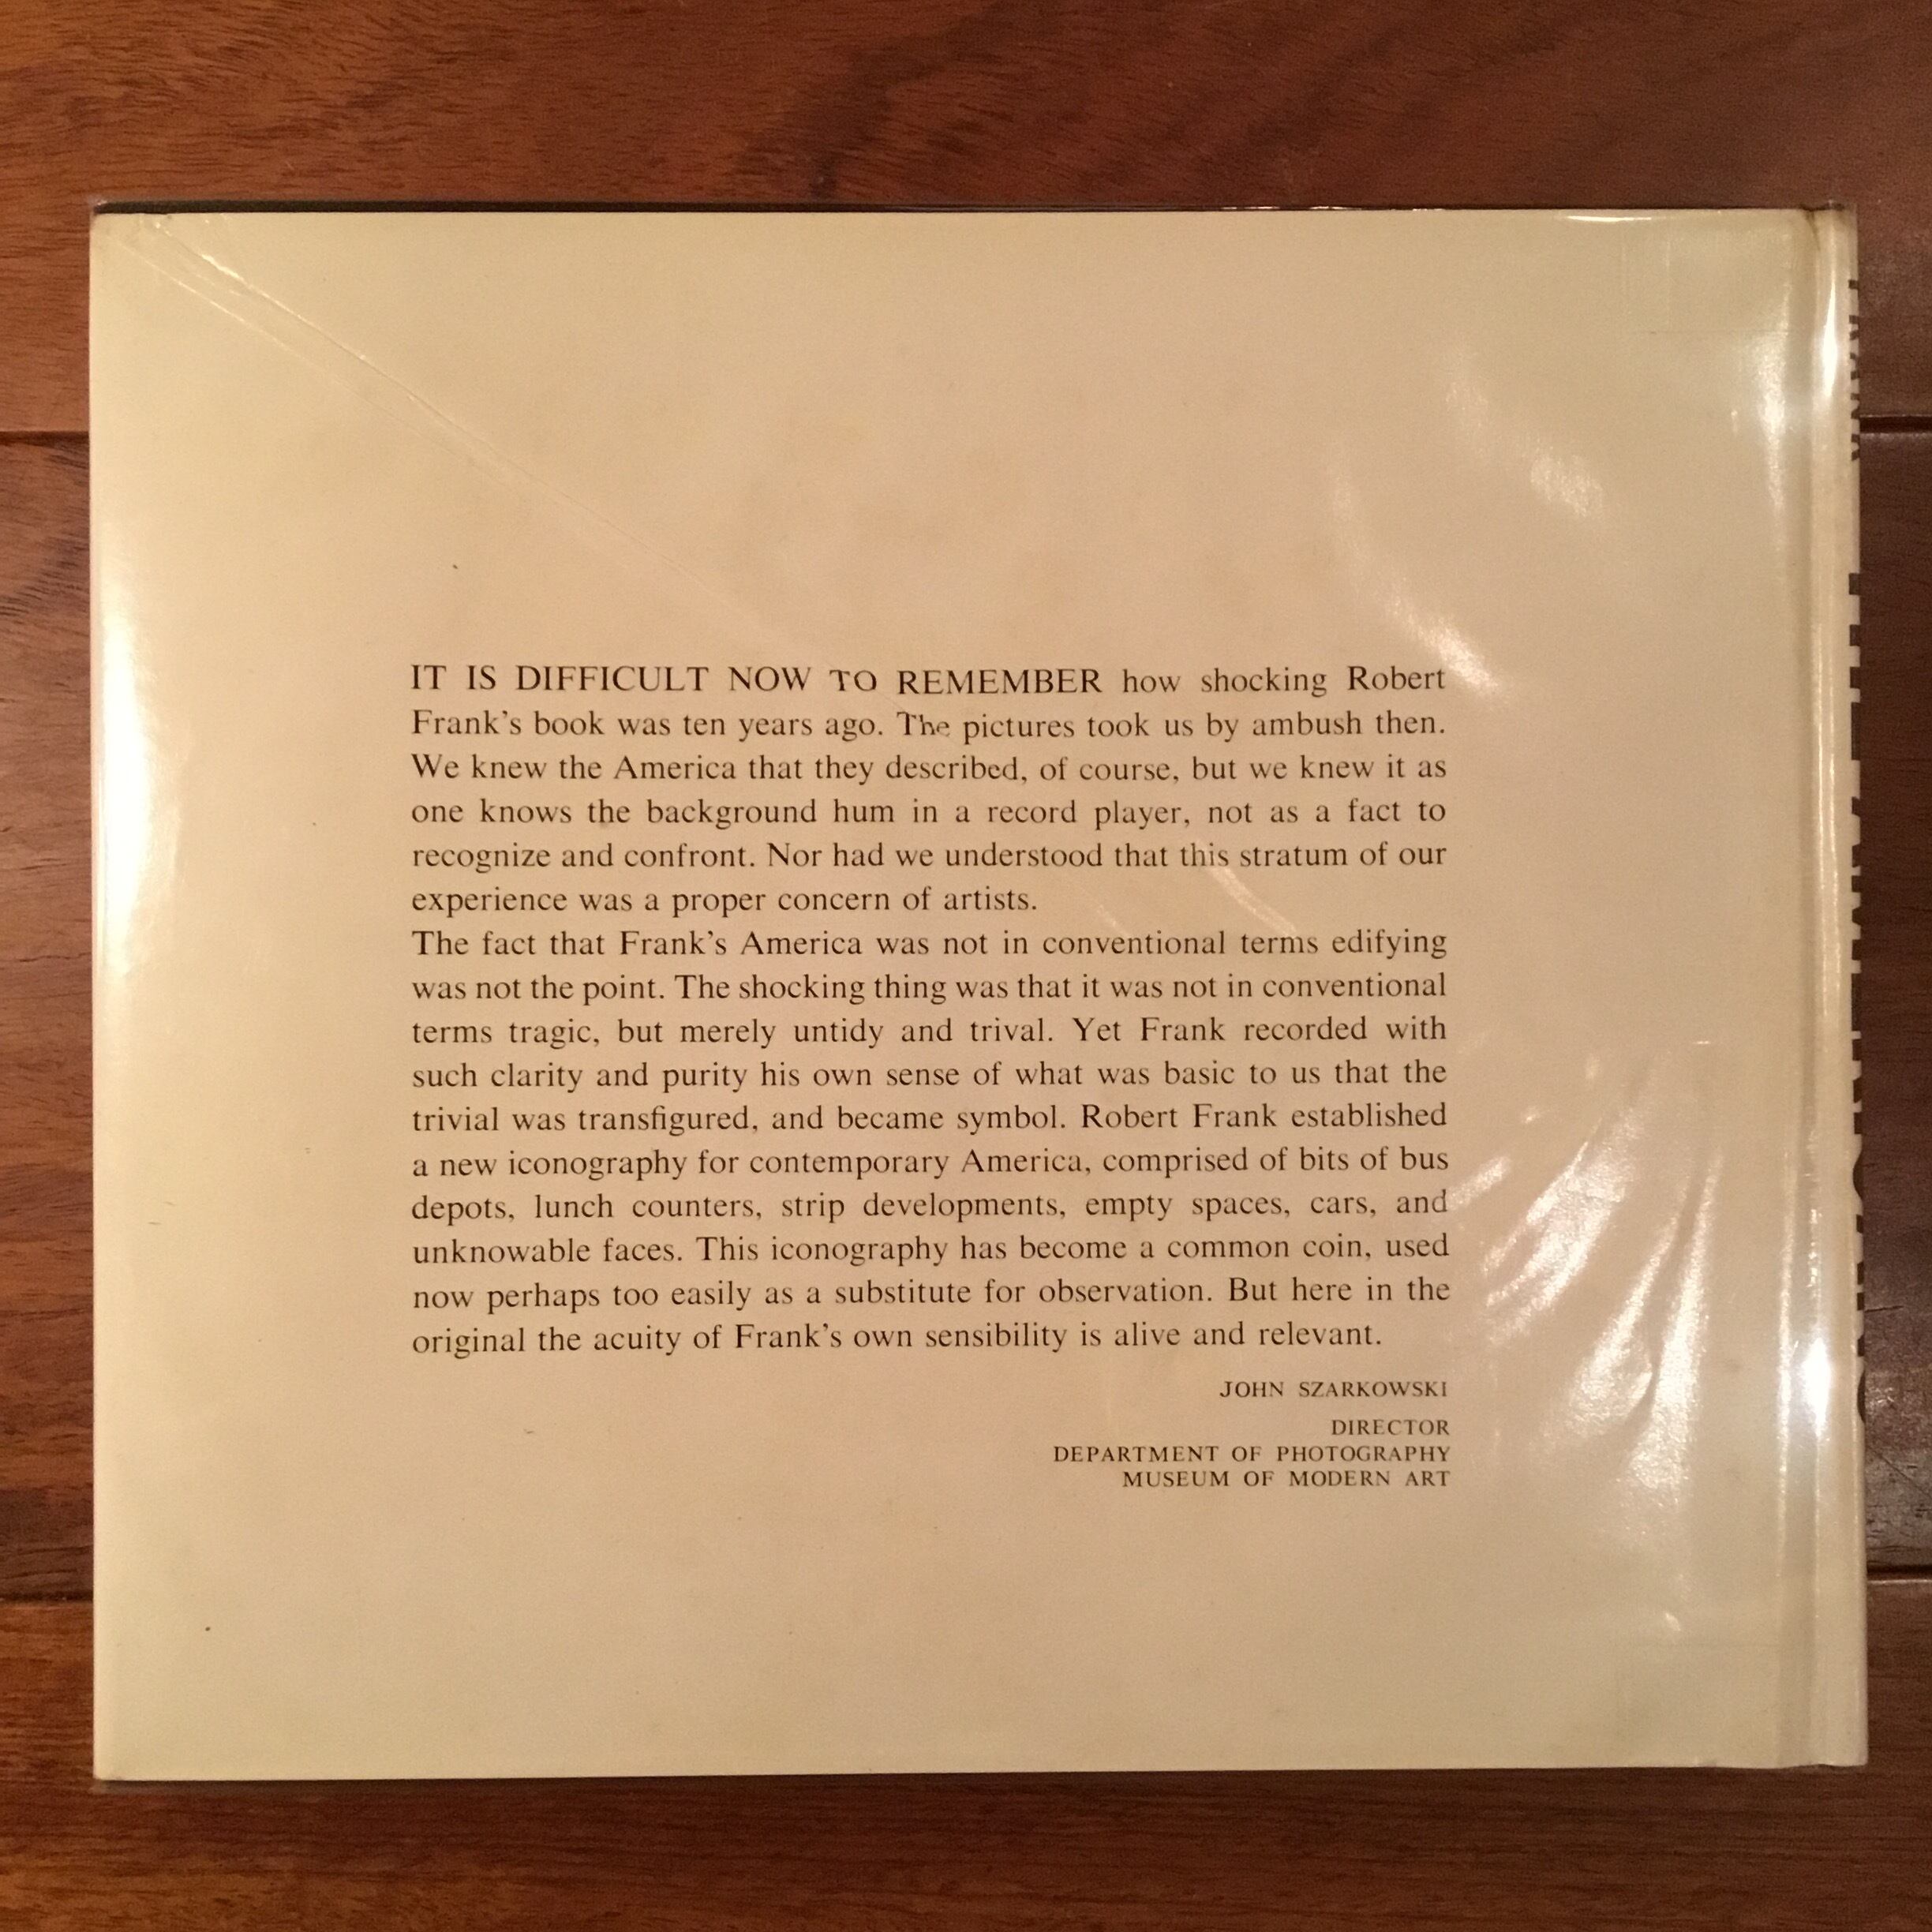 IT IS DIFFICULT NOW TO REMEMBER how shocking Robert
Frank's book was ten years ago. The pictures took us by ambush then.
We knew the America that they described, of course, but we knew it as
one knows the background hum in a record player, not as a fact to
recognize and confront. Nor had we understood that this stratum of our
experience was a proper concern of artists.
The fact that Frank's America was not in conventional terms edifying
was not the point. The shocking thing was that it was not in conventional
terms tragic, but merely untidy and trival. Yet Frank recorded with
such clarity and purity his own sense of what was basic to us that the
trivial was transfigured, and became symbol. Robert Frank established
a new iconography for contemporary America, comprised of bits of bus
depots, lunch counters, strip developments, empty spaces, cars, and
unknowable faces. This iconography has become a common coin, used
now perhaps too easily as a substitute for observation. But here in the
original the acuity of Frank's own sensibility is alive and relevant.
JOHN SZARKOWSKI
DIRECTOR
DEPARTMENT OF PHOTOGRAPHY
MUSEUM OF MODERN ART